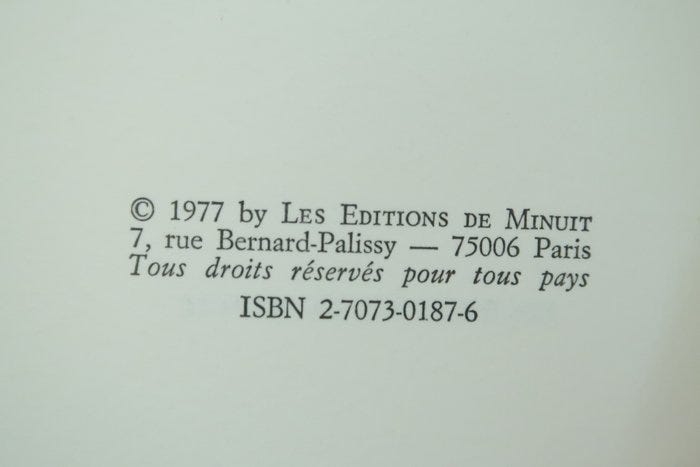 © 1977 by LES EDITIONS DE MINUIT
7, rue Bernard-Palissy — 75006 Paris
Tous droits réservés pour tous pays
ISBN 2-7073-0187-6